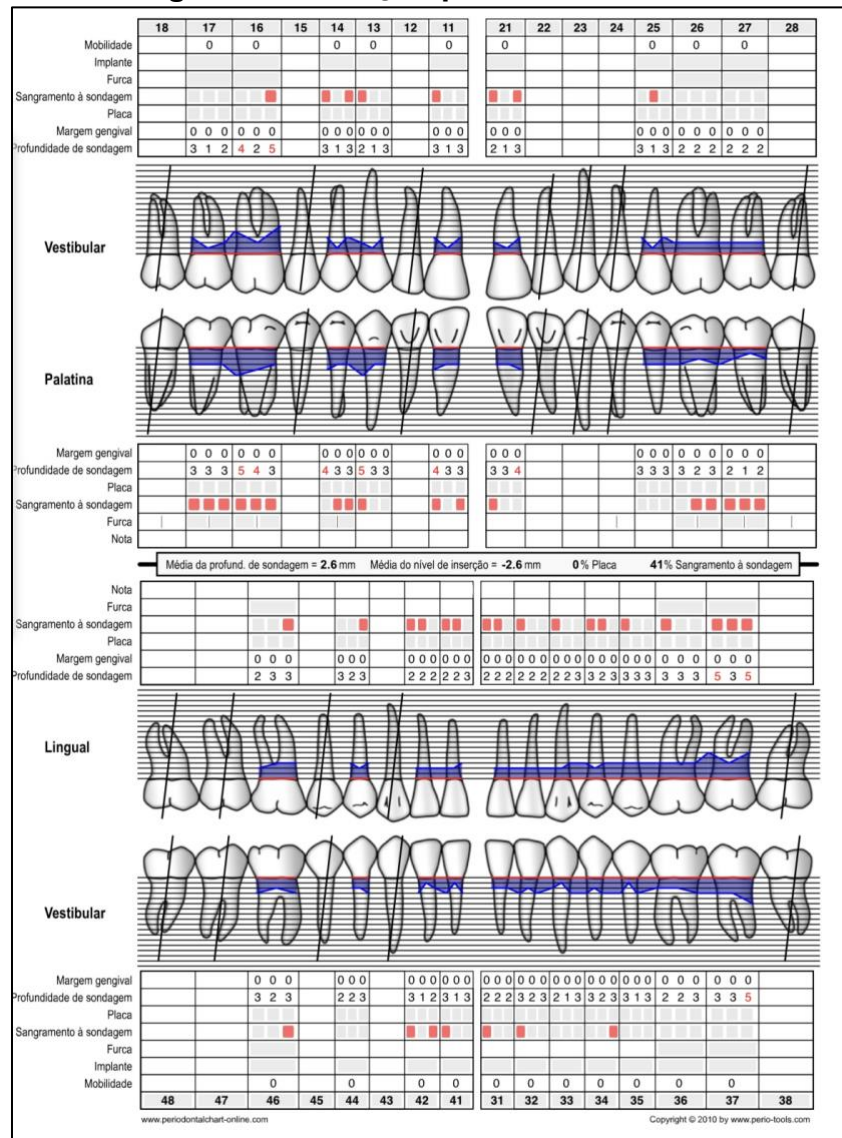 18 17 16 15 14 13 12 11 21 22 23 24 25 26 27 28
Mobilidade 0 0 0 0 0 0 0 0 0
Implante
Furca
Sangramento à sondagem
Placa
Margem gengival 0 0 0 0 0 0 0 0 0 0 0 0 0 0 0 0 0 0 0 0 0 0 0 0 0 0 0
Profundidade de sondagem 3 1 2 4 2 5 3 1 3 2 1 3 3 1 3 2 1 3 3 1 3 2 2 2 2 2 2
Vestibular
Palatina
Margem gengival 0 0 0 0 0 0 0 0 0 0 0 0 0 0 0 0 0 0 0 0 0 0 0 0 0 0 0
Profundidade de sondagem 3 3 3 5 4 3 4 3 3 5 3 3 4 3 3 3 3 4 3 3 3 3 2 3 2 1 2
Placa
Sangramento à sondagem
Furca
Nota
Média da profund. de sondagem = 2.6 mm Média do nível de inserção = -2.6 mm 0% Placa 41% Sangramento à sondagem
Nota
Furca
Sangramento à sondagem
Placa
Margem gengival 0 0 0 0 0 0 0 0 0 0 0 0 0 0 0 0 0 0 0 0 0 0 0 0 0 0 0 0 0 0 0 0 0
Profundidade de sondagem 2 3 3 3 2 3 2 2 2 2 2 3 2 2 2 2 2 2 2 2 3 3 2 3 3 3 3 3 3 3 5 3 5
Lingual
Vestibular
Margem gengival 0 0 0 0 0 0 0 0 0 0 0 0 0 0 0 0 0 0 0 0 0 0 0 0 0 0 0 0 0 0 0 0 0
Profundidade de sondagem 3 2 3 2 2 3 3 1 2 3 1 3 2 2 2 3 2 3 2 1 3 3 2 3 3 1 3 2 2 3 3 3 5
Placa
Sangramento à sondagem
Furca
Implante
Mobilidade 0 0 0 0 0 0 0 0 0 0 0
48 47 46 45 44 43 42 41 31 32 33 34 35 36 37 38
www.periodontalchart-online.com Copyright © 2010 by www.perio-tools.com